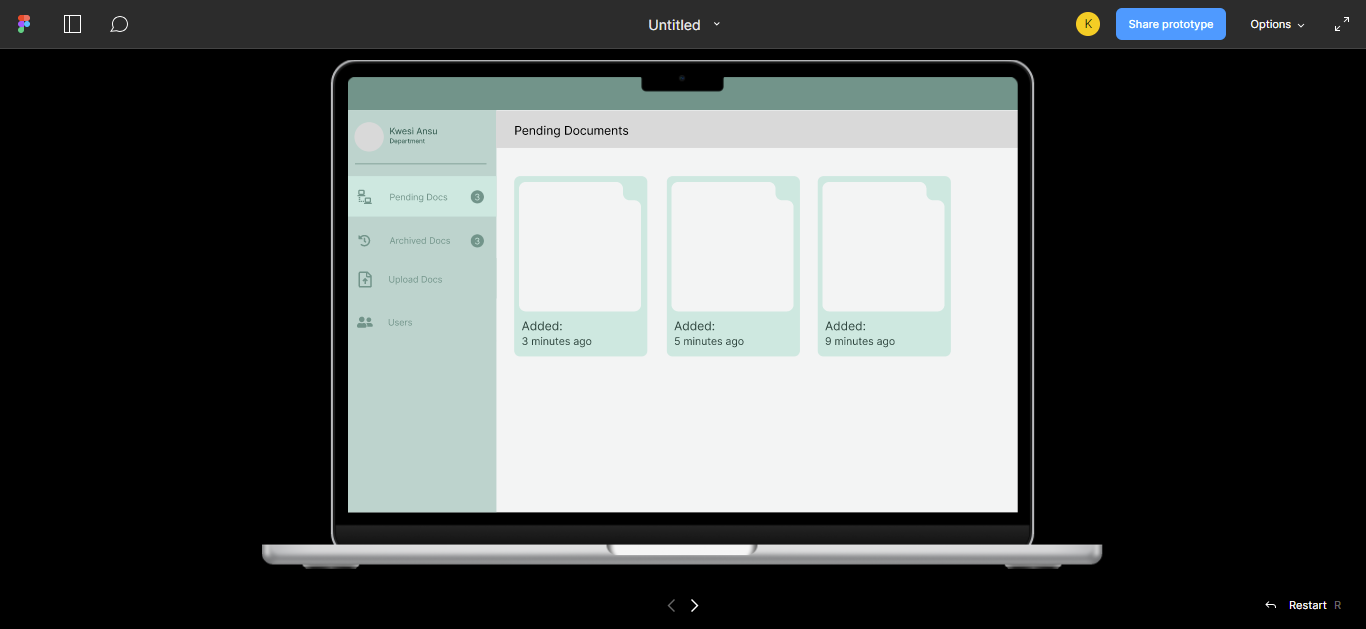 Untitled
K
Share prototype
Options
Kwesi Ansu
Department
Pending Documents
Pending Docs 3
Archived Docs 3
Upload Docs
Users
Added:
3 minutes ago
Added:
5 minutes ago
Added:
9 minutes ago
Restart R